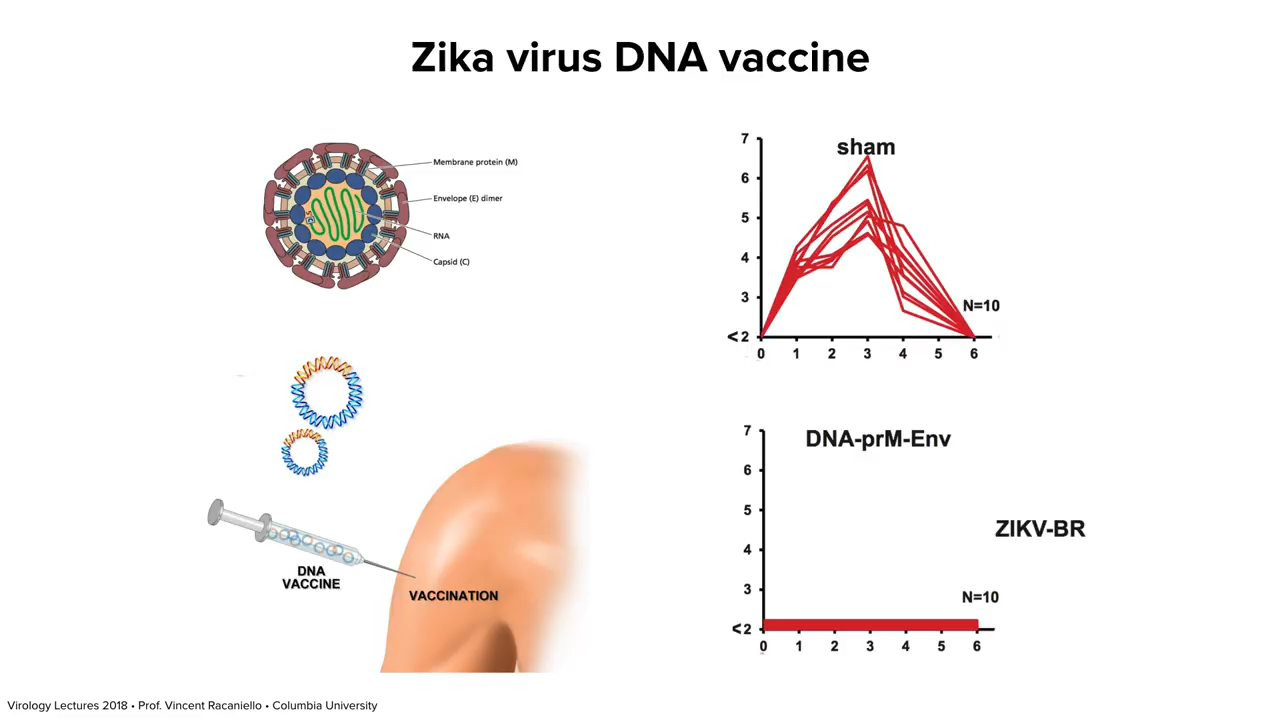 Zika virus DNA vaccine
Membrane protein (M)
Envelope (E) dimer
RNA
Capsid (C)
DNA
VACCINE
VACCINATION
sham
7
6
5
4
3
<2
N=10
0 1 2 3 4 5 6
DNA-prM-Env
7
6
5
4
3
<2
ZIKV-BR
N=10
0 1 2 3 4 5 6
Virology Lectures 2018 • Prof. Vincent Racaniello • Columbia University